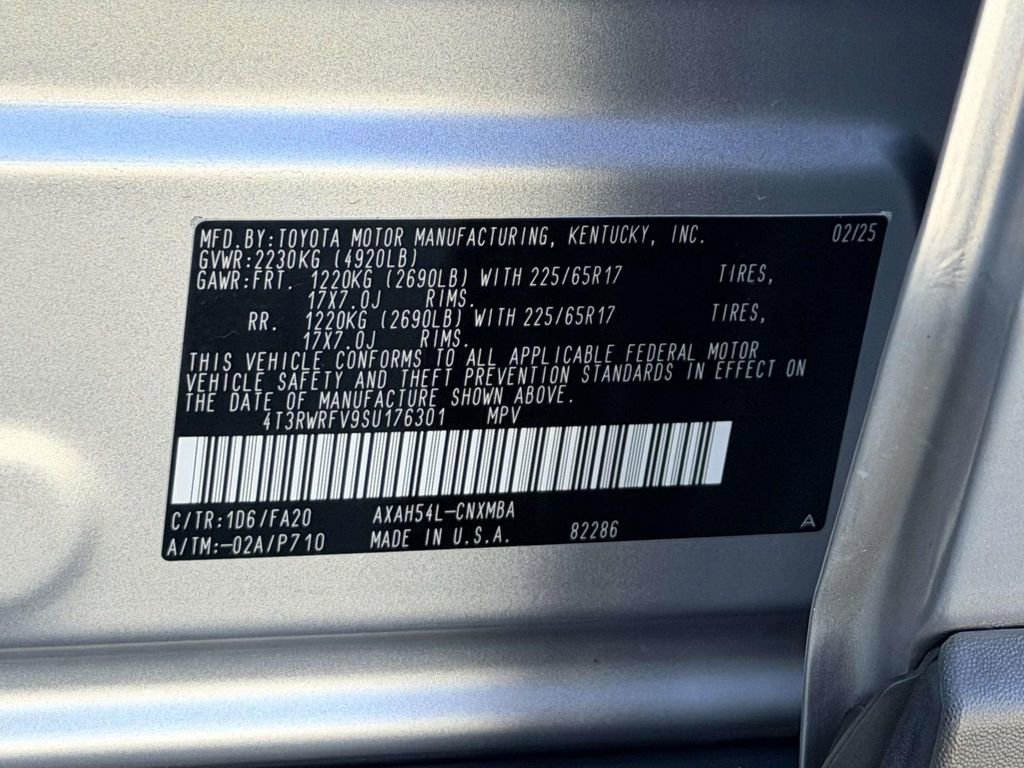 MFD.BY:TOYOTA MOTOR MANUFACTURING, KENTUCKY, INC. 02/25
GVWR:2230KG (4920LB)
GAWR:FRT. 1220KG (2690LB) WITH 225/65R17 TIRES,
17X7.0J RIMS.
RR. 1220KG (2690LB) WITH 225/65R17 TIRES,
17X7.0J RIMS.
THIS VEHICLE CONFORMS TO ALL APPLICABLE FEDERAL MOTOR
VEHICLE SAFETY AND THEFT PREVENTION STANDARDS IN EFFECT ON
THE DATE OF MANUFACTURE SHOWN ABOVE.
4T3RWRFV9SU176301 MPV
C/TR:1D6/FA20 AXAH54L-CNXMBA
A/TM:-02A/P710 MADE IN U.S.A. 82286 A